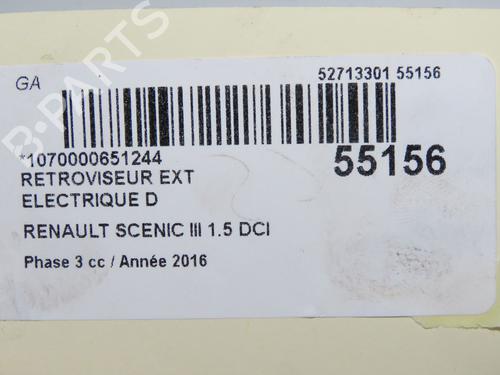 GA
52713301 55156
*1070000651244
55156
RETROVISEUR EXT
ELECTRIQUE D
RENAULT SCENIC III 1.5 DCI
Phase 3 cc / Année 2016
B-PARTS